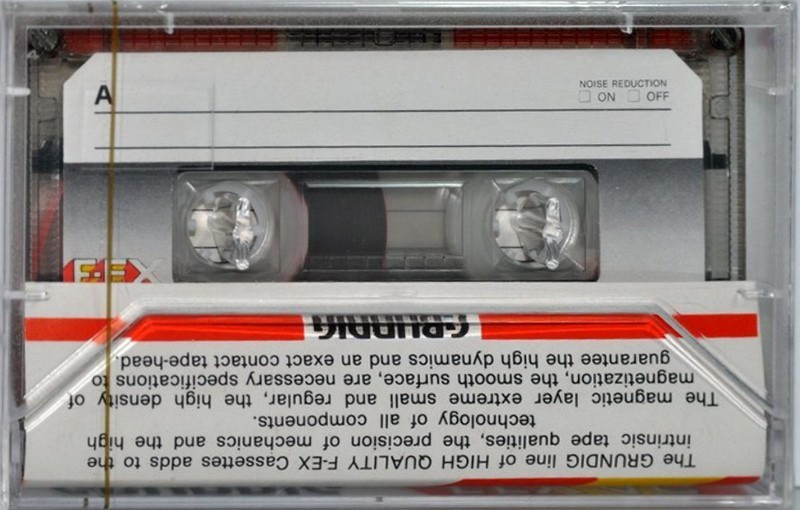 A
NOISE REDUCTION
ON OFF
F-EX
GRUNDIG
The GRUNDIG line of HIGH QUALITY F-EX Cassettes adds to the
intrinsic tape qualities, the precision of mechanics and the high
technology of all components.
The magnetic layer extreme small and regular, the high density of
magnetization, the smooth surface, are necessary specifications to
guarantee the high dynamics and an exact contact tape-head.